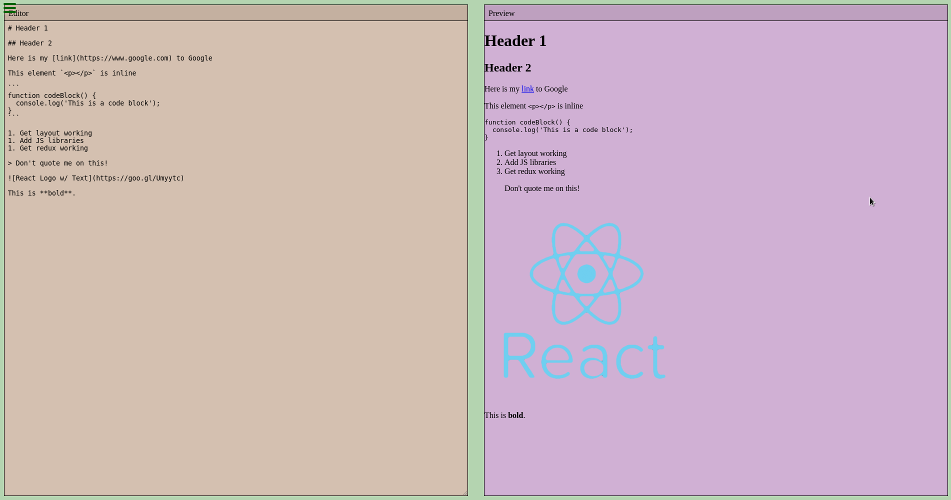 Editor
# Header 1
## Header 2
Here is my [link](https://www.google.com) to Google
This element `<p></p>` is inline
```
function codeBlock() {
  console.log('This is a code block');
}
```
1. Get layout working
1. Add JS libraries
1. Get redux working
> Don't quote me on this!
![React Logo w/ Text](https://goo.gl/Umyytc)
This is **bold**.
Preview
Header 1
Header 2
Here is my link to Google
This element <p></p> is inline
function codeBlock() {
  console.log('This is a code block');
}
1. Get layout working
2. Add JS libraries
3. Get redux working
Don't quote me on this!
React
This is bold.